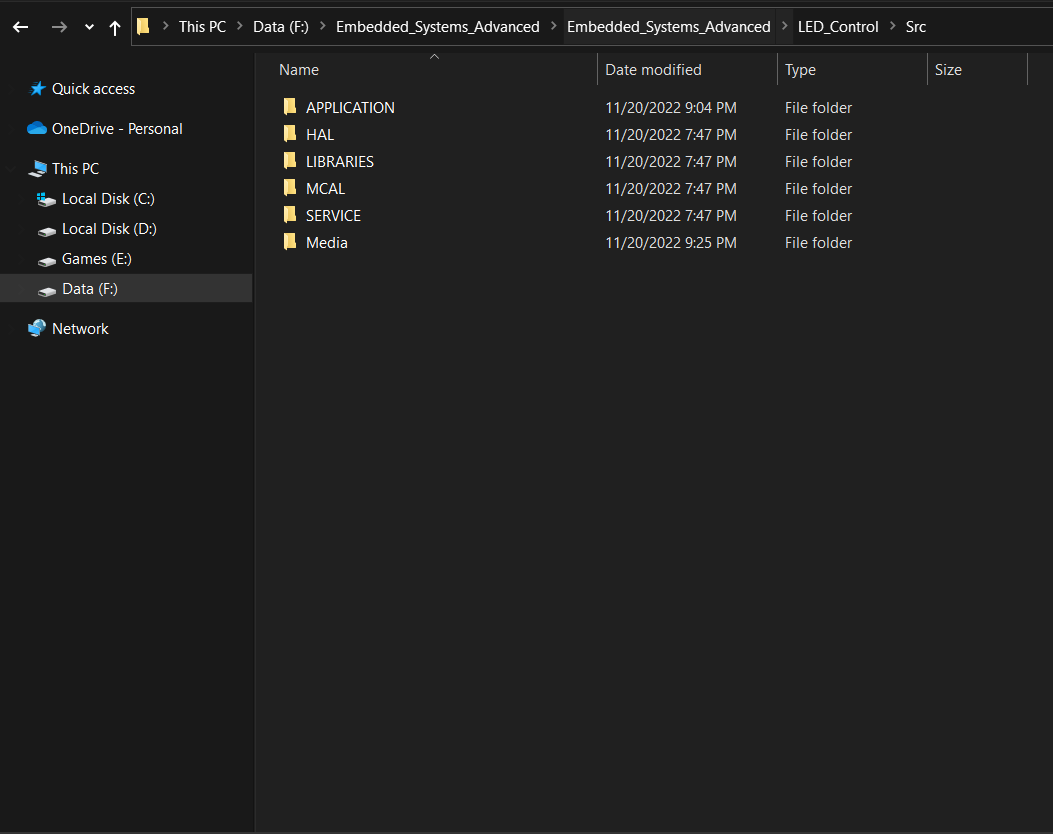 This PC Data (F:) Embedded_Systems_Advanced Embedded_Systems_Advanced LED_Control Src
Quick access
OneDrive - Personal
This PC
Local Disk (C:)
Local Disk (D:)
Games (E:)
Data (F:)
Network
Name Date modified Type Size
APPLICATION 11/20/2022 9:04 PM File folder
HAL 11/20/2022 7:47 PM File folder
LIBRARIES 11/20/2022 7:47 PM File folder
MCAL 11/20/2022 7:47 PM File folder
SERVICE 11/20/2022 7:47 PM File folder
Media 11/20/2022 9:25 PM File folder